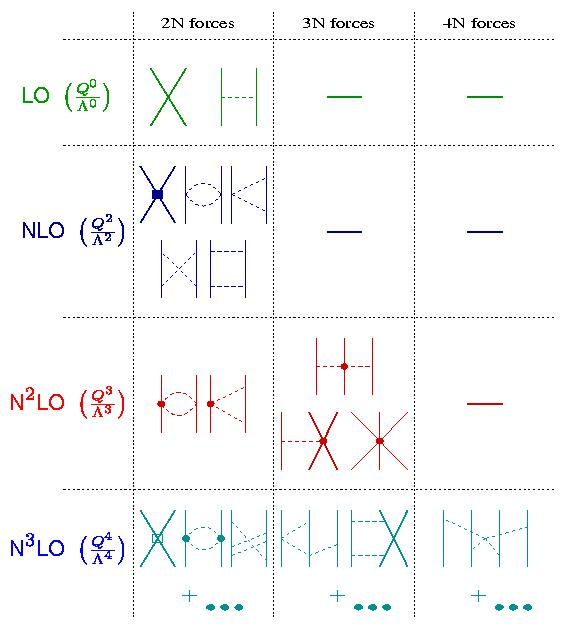 2N forces 3N forces 4N forces
LO (Q⁰/Λ⁰)
NLO (Q²/Λ²)
N²LO (Q³/Λ³)
N³LO (Q⁴/Λ⁴)
+ ... + ... + ...